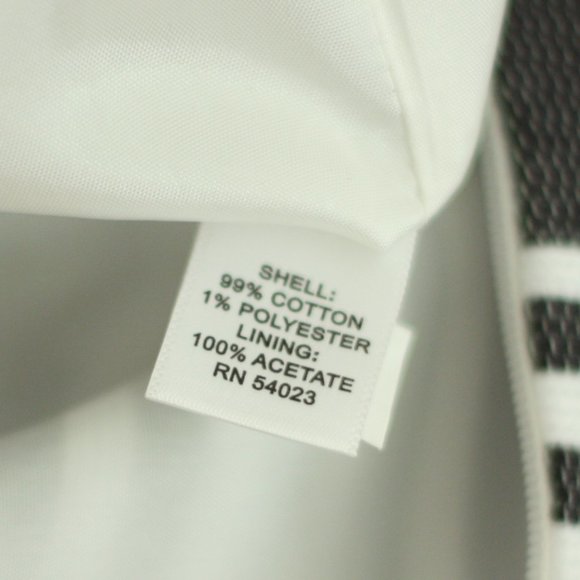 SHELL:
99% COTTON
1% POLYESTER
LINING:
100% ACETATE
RN 54023